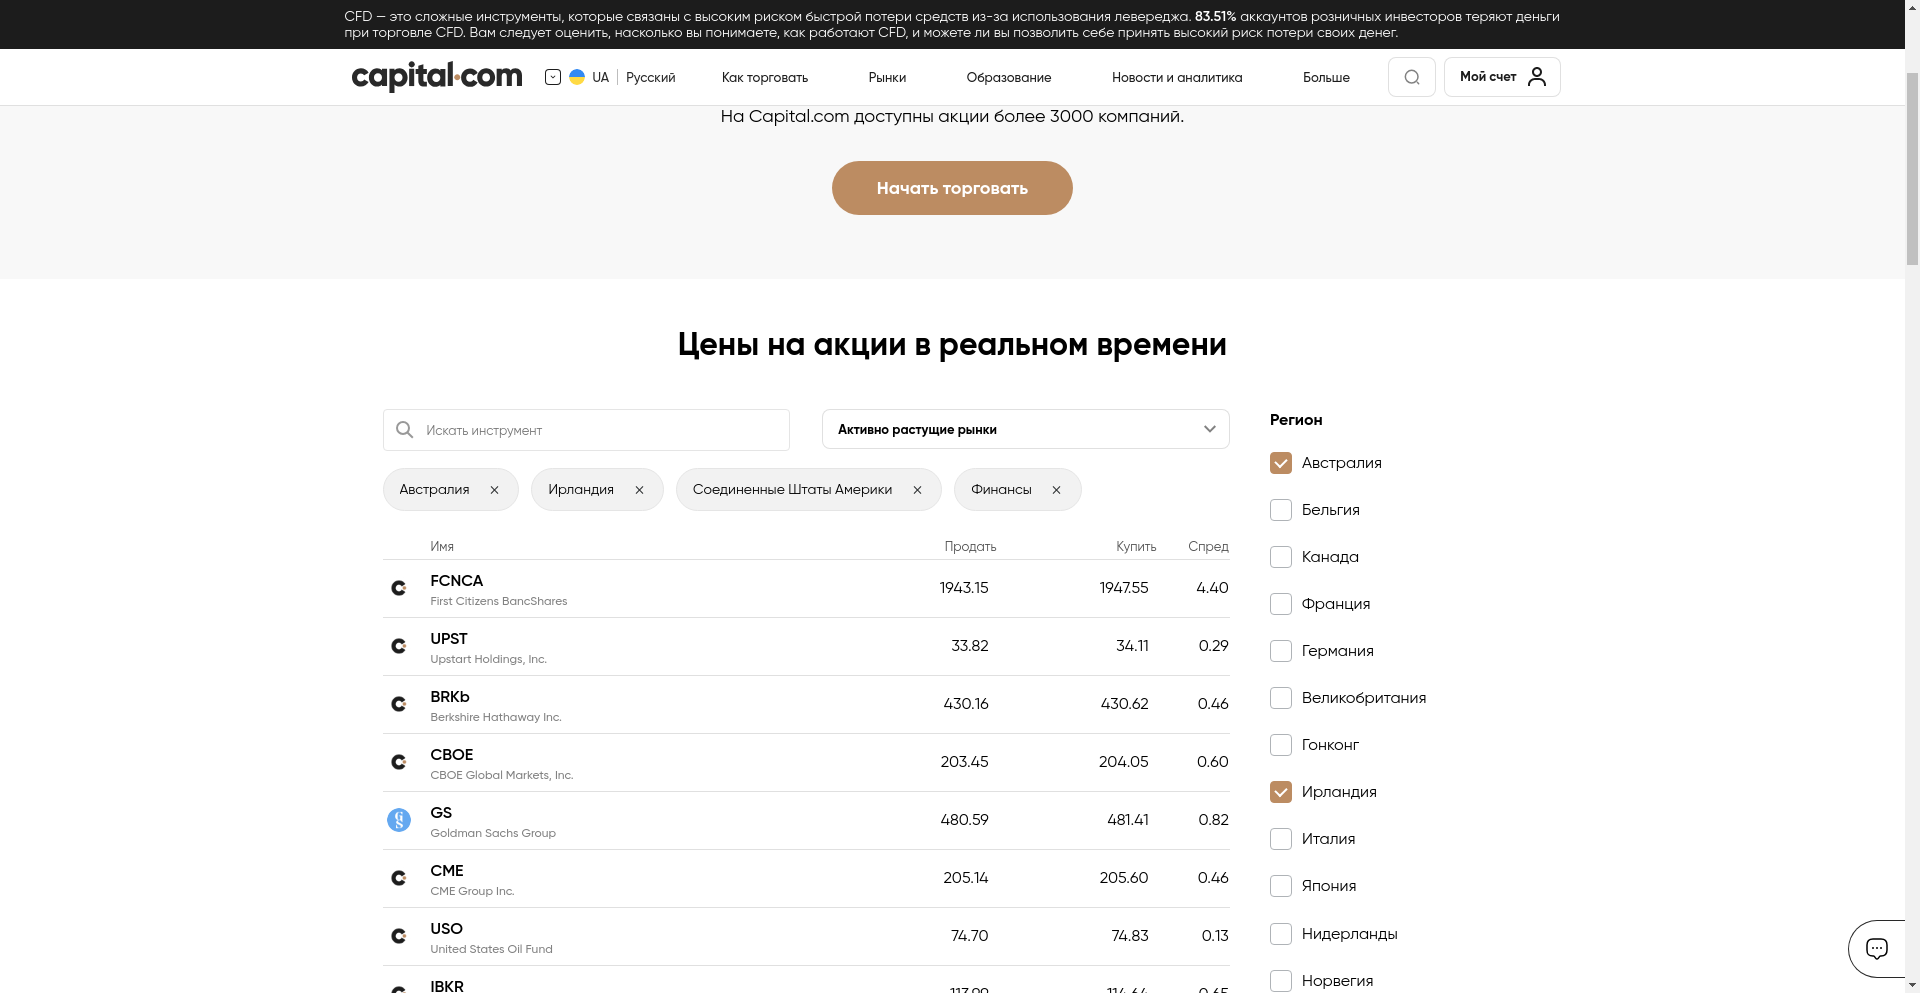 CFD — это сложные инструменты, которые связаны с высоким риском быстрой потери средств из-за использования левереджа. 83.51% аккаунтов розничных инвесторов теряют деньги
при торговле CFD. Вам следует оценить, насколько вы понимаете, как работают CFD, и можете ли вы позволить себе принять высокий риск потери своих денег.
capital.com UA Русский Как торговать Рынки Образование Новости и аналитика Больше Мой счет
На Capital.com доступны акции более 3000 компаний.
Начать торговать
Цены на акции в реальном времени
Искать инструмент
Активно растущие рынки
Австралия Ирландия Соединенные Штаты Америки Финансы
Имя Продать Купить Спред
FCNCA
First Citizens BancShares
1943.15 1947.55 4.40
UPST
Upstart Holdings, Inc.
33.82 34.11 0.29
BRKb
Berkshire Hathaway Inc.
430.16 430.62 0.46
CBOE
CBOE Global Markets, Inc.
203.45 204.05 0.60
GS
Goldman Sachs Group
480.59 481.41 0.82
CME
CME Group Inc.
205.14 205.60 0.46
USO
United States Oil Fund
74.70 74.83 0.13
IBKR
113.99 114.64 0.65
Регион
Австралия
Бельгия
Канада
Франция
Германия
Великобритания
Гонконг
Ирландия
Италия
Япония
Нидерланды
Норвегия